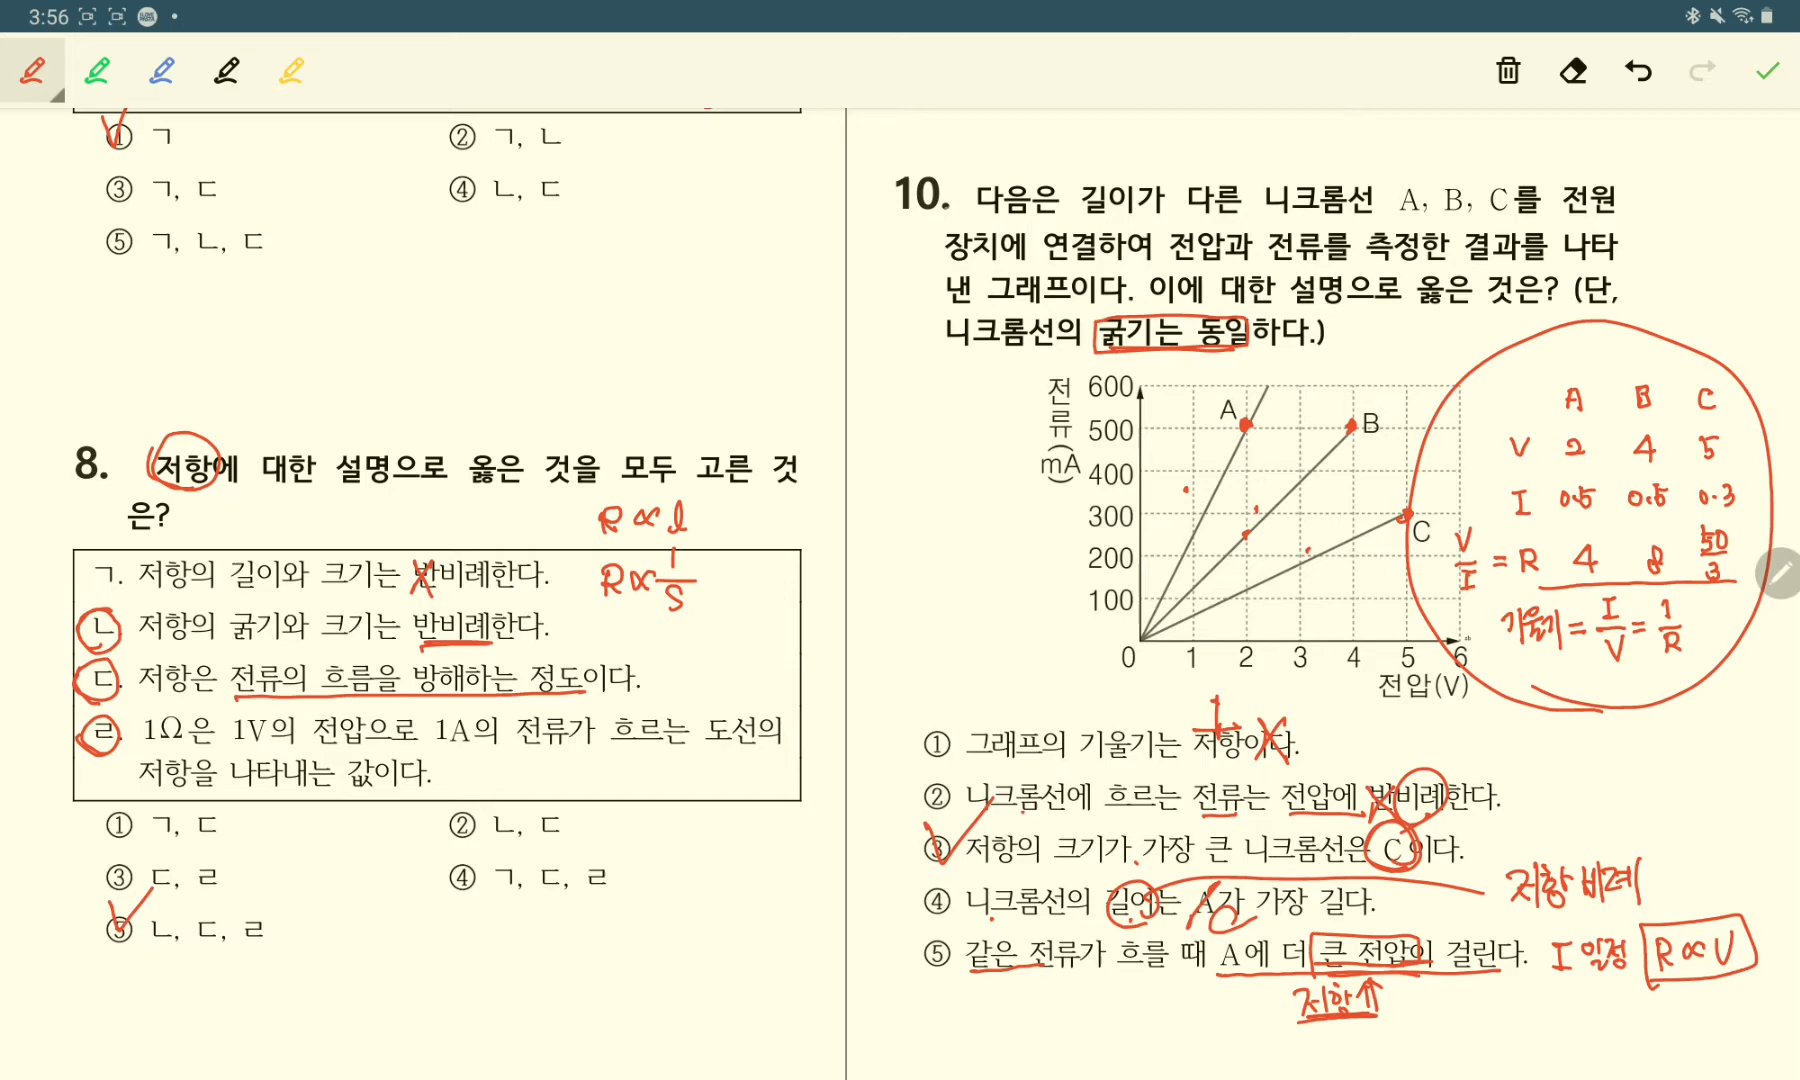 3:56
① ㄱ
② ㄱ, ㄴ
③ ㄱ, ㄷ
④ ㄴ, ㄷ
⑤ ㄱ, ㄴ, ㄷ
8. 저항에 대한 설명으로 옳은 것을 모두 고른 것
은?
R∝l
R∝1/S
ㄱ. 저항의 길이와 크기는 반비례한다.
ㄴ. 저항의 굵기와 크기는 반비례한다.
ㄷ. 저항은 전류의 흐름을 방해하는 정도이다.
ㄹ. 1Ω은 1V의 전압으로 1A의 전류가 흐르는 도선의
저항을 나타내는 값이다.
① ㄱ, ㄷ
② ㄴ, ㄷ
③ ㄷ, ㄹ
④ ㄱ, ㄷ, ㄹ
⑤ ㄴ, ㄷ, ㄹ
10. 다음은 길이가 다른 니크롬선 A, B, C를 전원
장치에 연결하여 전압과 전류를 측정한 결과를 나타
낸 그래프이다. 이에 대한 설명으로 옳은 것은? (단,
니크롬선의 굵기는 동일하다.)
전류(mA)
600
500
400
300
200
100
0 1 2 3 4 5 6
전압(V)
A
B
C
A B C
V 2 4 5
I 0.5 0.5 0.3
V/I = R 4 8 50/3
기울기 = I/V = 1/R
① 그래프의 기울기는 저항이다.
② 니크롬선에 흐르는 전류는 전압에 반비례한다.
③ 저항의 크기가 가장 큰 니크롬선은 C이다.
④ 니크롬선의 길이는 A가 가장 길다.
C
저항 비례
⑤ 같은 전류가 흐를 때 A에 더 큰 전압이 걸린다.
I 일정 R∝V
저항↑